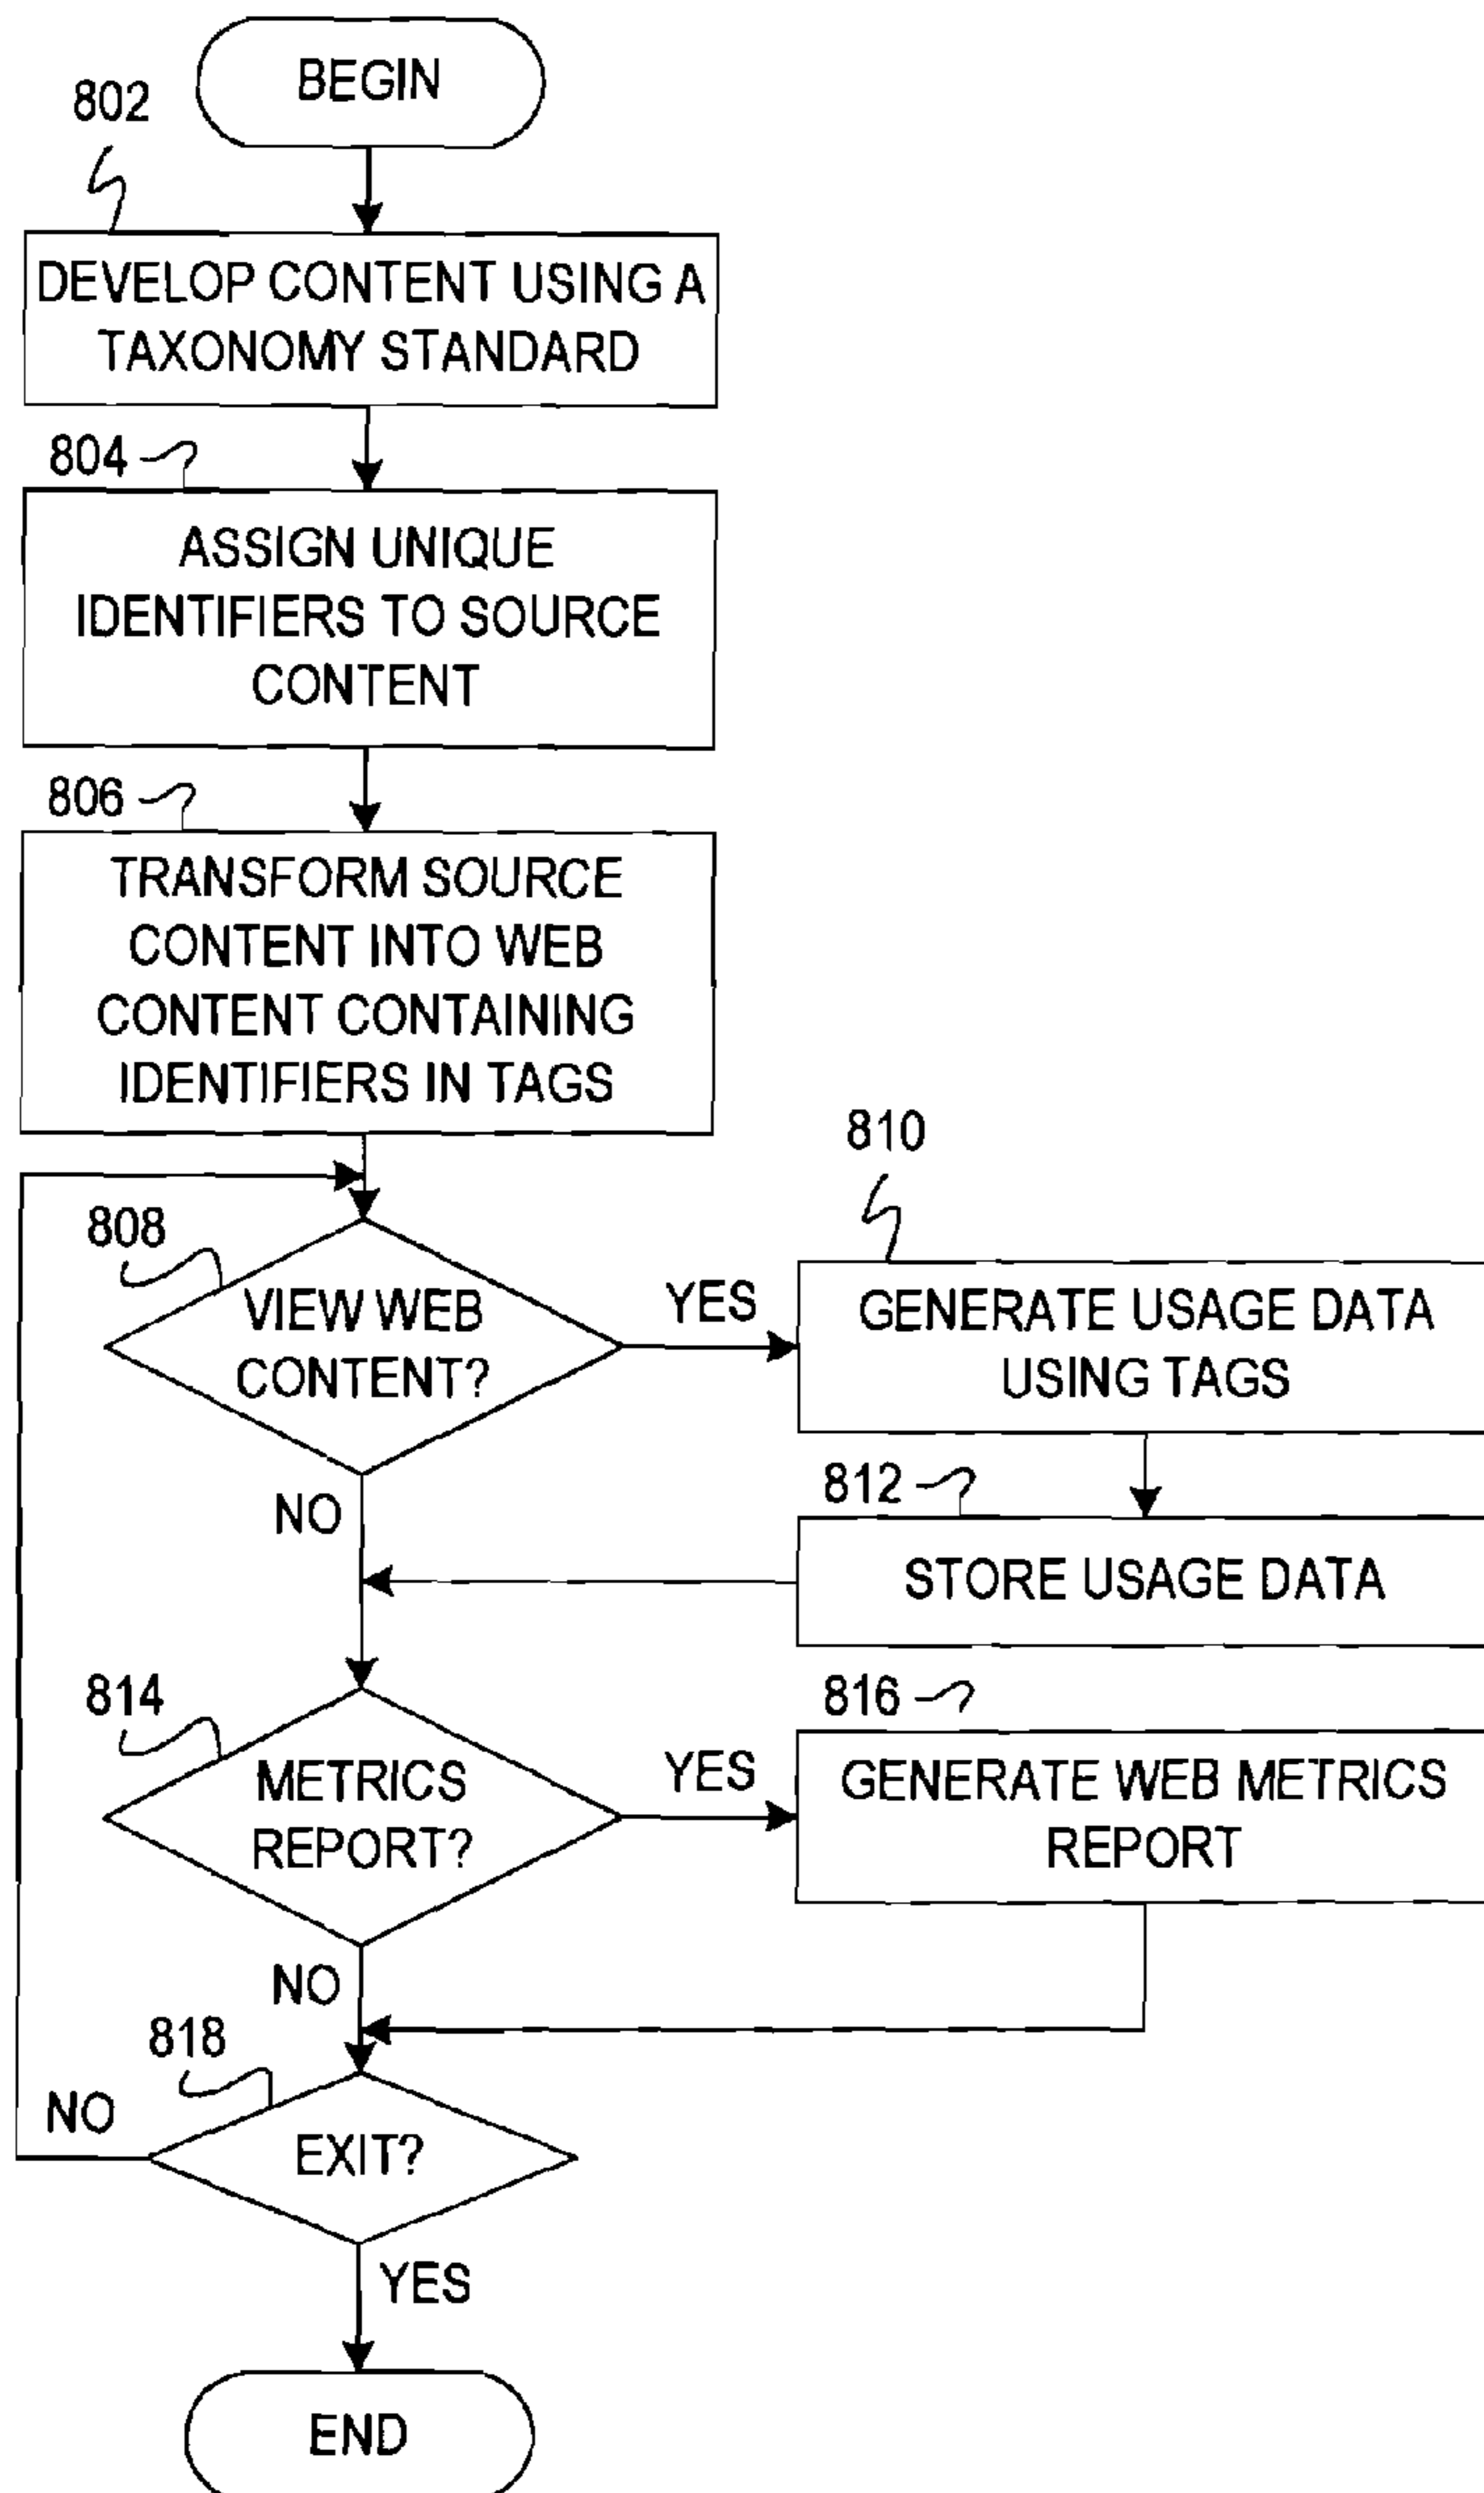 BEGIN
802
DEVELOP CONTENT USING A
TAXONOMY STANDARD
804
ASSIGN UNIQUE
IDENTIFIERS TO SOURCE
CONTENT
806
TRANSFORM SOURCE
CONTENT INTO WEB
CONTENT CONTAINING
IDENTIFIERS IN TAGS
808
VIEW WEB
CONTENT?
YES
810
GENERATE USAGE DATA
USING TAGS
NO
812
STORE USAGE DATA
814
METRICS
REPORT?
YES
816
GENERATE WEB METRICS
REPORT
NO
818
NO
EXIT?
YES
END